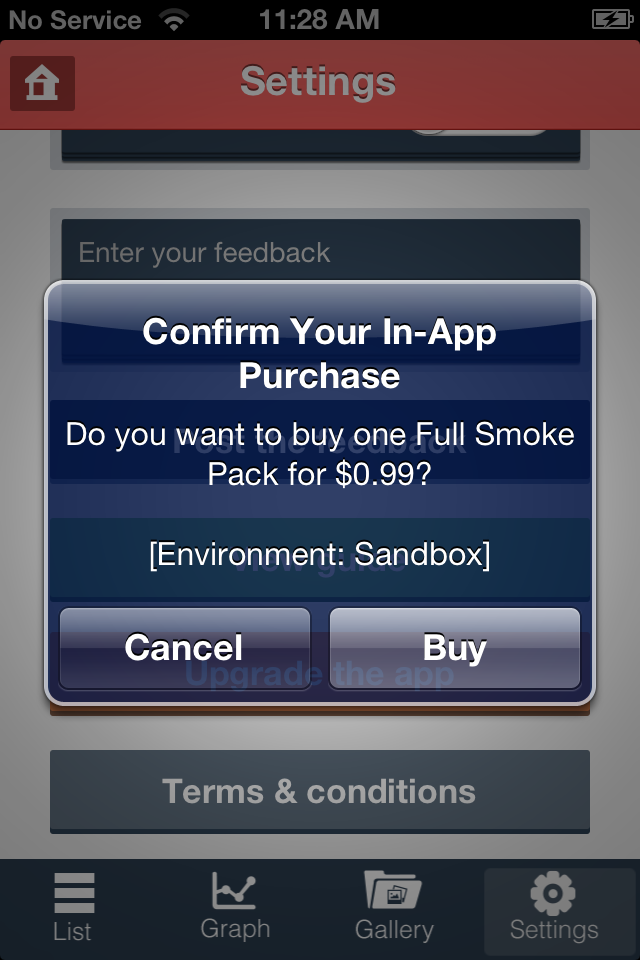 No Service 11:28 AM
Settings
Enter your feedback
Confirm Your In-App
Purchase
Do you want to buy one Full Smoke
Pack for $0.99?
Post the feedback
[Environment: Sandbox]
View guide
Cancel Buy
Upgrade the app
Terms & conditions
List Graph Gallery Settings